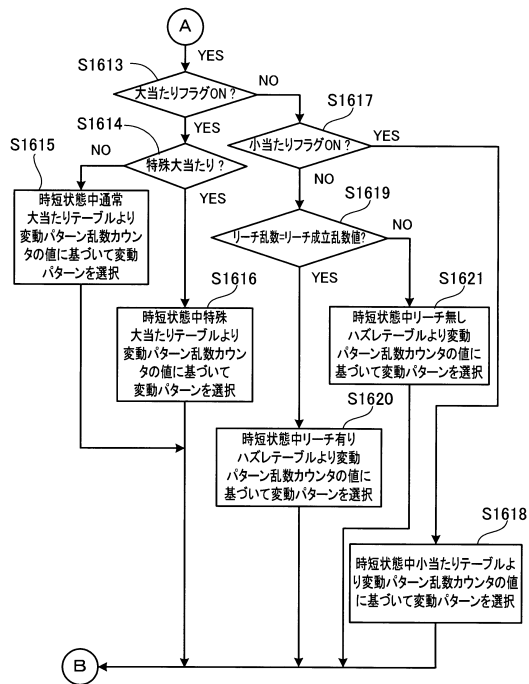 A
YES
S1613
大当たりフラグON？
NO
YES
S1617
小当たりフラグON？
YES
NO
S1614
特殊大当たり？
NO
YES
S1615
時短状態中通常
大当たりテーブルより
変動パターン乱数カウン
タの値に基づいて変動
パターンを選択
S1619
リーチ乱数=リーチ成立乱数値?
NO
YES
S1616
時短状態中特殊
大当たりテーブルより
変動パターン乱数カウン
タの値に基づいて
変動パターンを選択
S1621
時短状態中リーチ無し
ハズレテーブルより変動
パターン乱数カウンタの値に
基づいて変動パターンを選択
S1620
時短状態中リーチ有り
ハズレテーブルより変動
パターン乱数カウンタの値に
基づいて変動パターンを選択
S1618
時短状態中小当たりテーブルよ
り変動パターン乱数カウンタの値
に基づいて変動パターンを選択
B